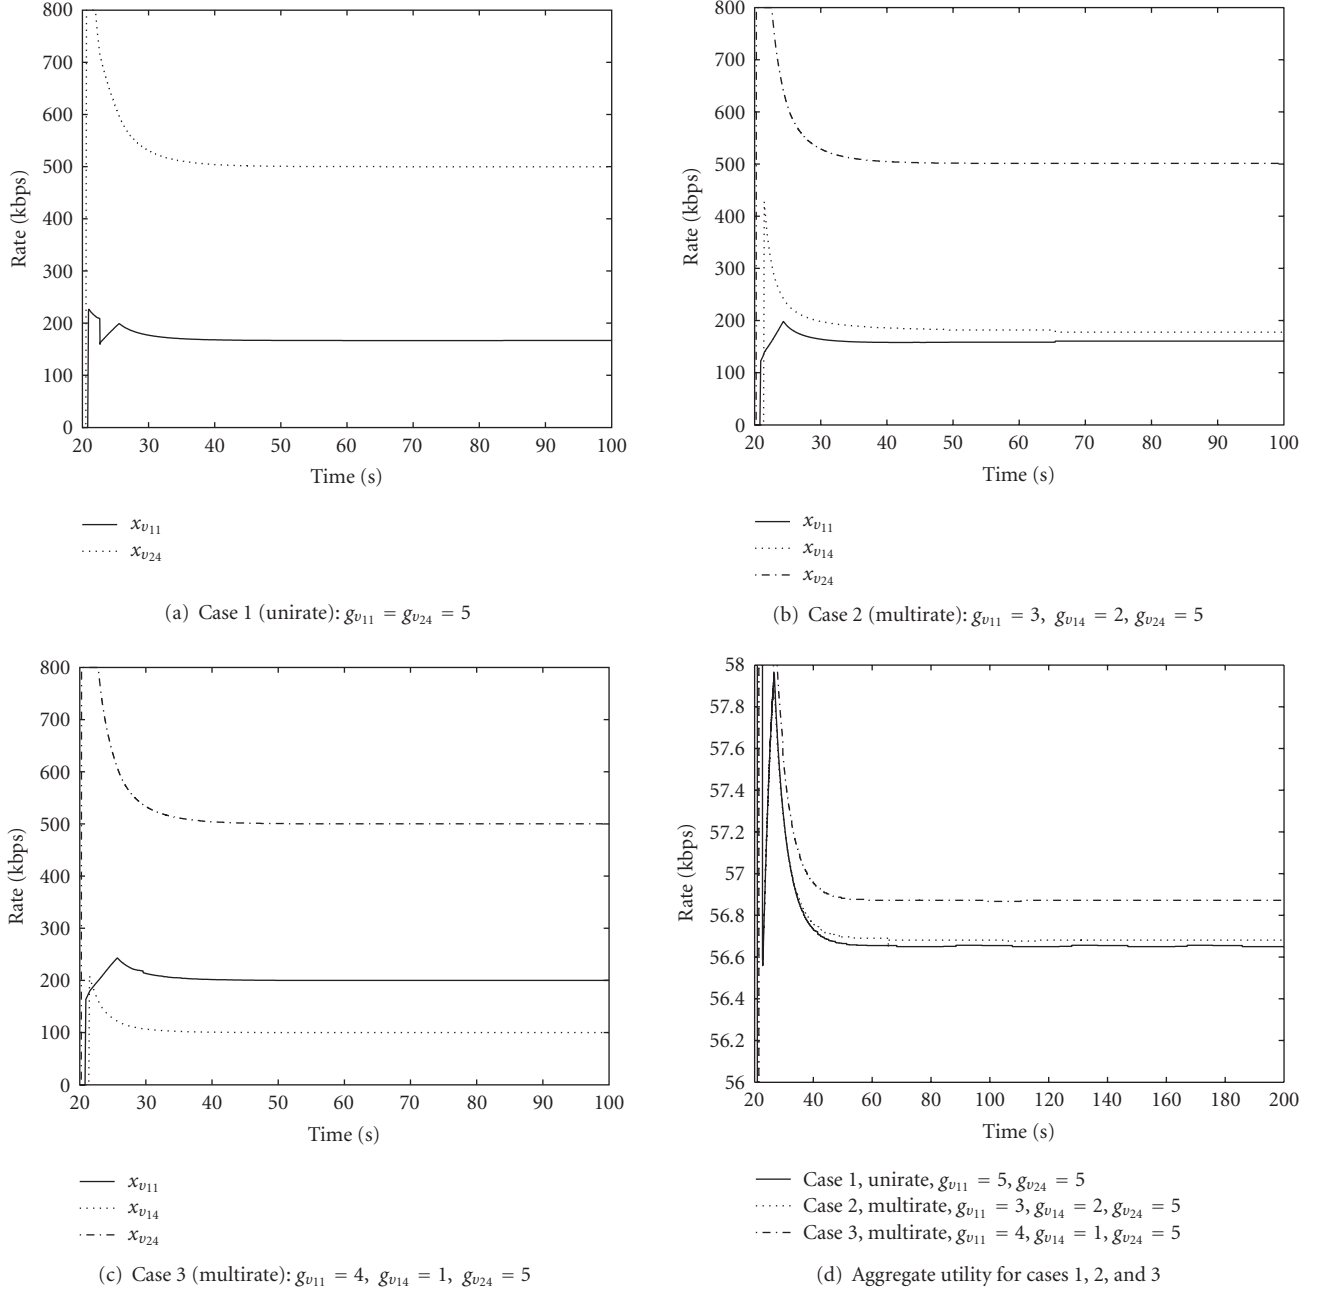 800
700
600
500
400
300
200
100
0
Rate (kbps)
20 30 40 50 60 70 80 90 100
Time (s)
x_{v_{11}}
x_{v_{24}}
(a) Case 1 (unirate): g_{v_{11}} = g_{v_{24}} = 5
800
700
600
500
400
300
200
100
0
Rate (kbps)
20 30 40 50 60 70 80 90 100
Time (s)
x_{v_{11}}
x_{v_{14}}
x_{v_{24}}
(b) Case 2 (multirate): g_{v_{11}} = 3, g_{v_{14}} = 2, g_{v_{24}} = 5
800
700
600
500
400
300
200
100
0
Rate (kbps)
20 30 40 50 60 70 80 90 100
Time (s)
x_{v_{11}}
x_{v_{14}}
x_{v_{24}}
(c) Case 3 (multirate): g_{v_{11}} = 4, g_{v_{14}} = 1, g_{v_{24}} = 5
58
57.8
57.6
57.4
57.2
57
56.8
56.6
56.4
56.2
56
Rate (kbps)
20 40 60 80 100 120 140 160 180 200
Time (s)
Case 1, unirate, g_{v_{11}} = 5, g_{v_{24}} = 5
Case 2, multirate, g_{v_{11}} = 3, g_{v_{14}} = 2, g_{v_{24}} = 5
Case 3, multirate, g_{v_{11}} = 4, g_{v_{14}} = 1, g_{v_{24}} = 5
(d) Aggregate utility for cases 1, 2, and 3